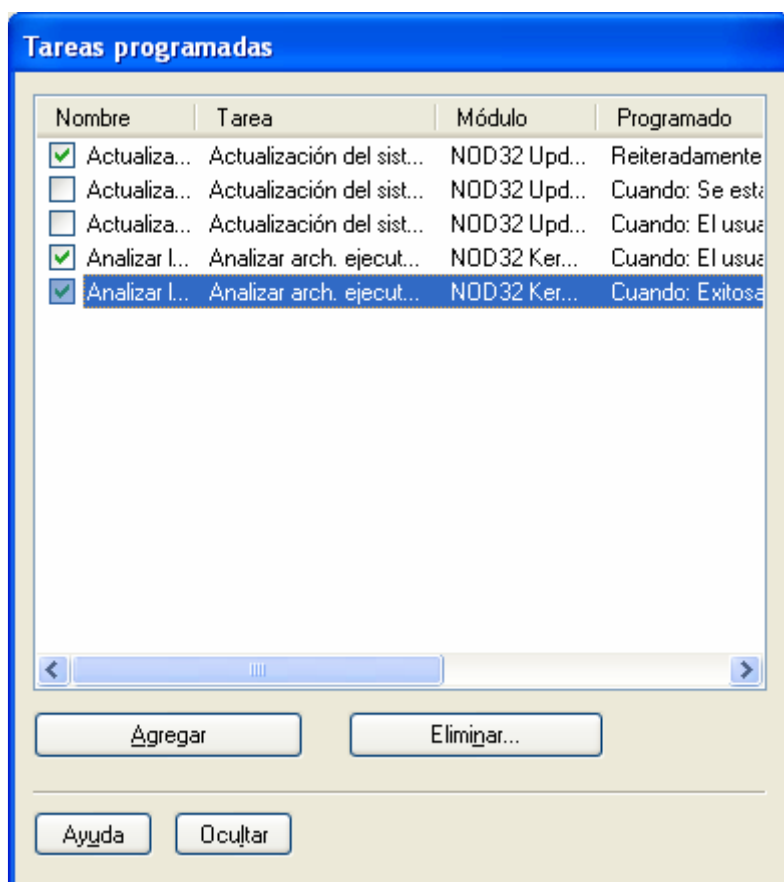 Tareas programadas
Nombre Tarea Módulo Programado
Actualiza... Actualización del sist... NOD32 Upd... Reiteradamente
Actualiza... Actualización del sist... NOD32 Upd... Cuando: Se esta
Actualiza... Actualización del sist... NOD32 Upd... Cuando: El usua
Analizar l... Analizar arch. ejecut... NOD32 Ker... Cuando: El usua
Analizar l... Analizar arch. ejecut... NOD32 Ker... Cuando: Exitosa
Agregar Eliminar...
Ayuda Ocultar